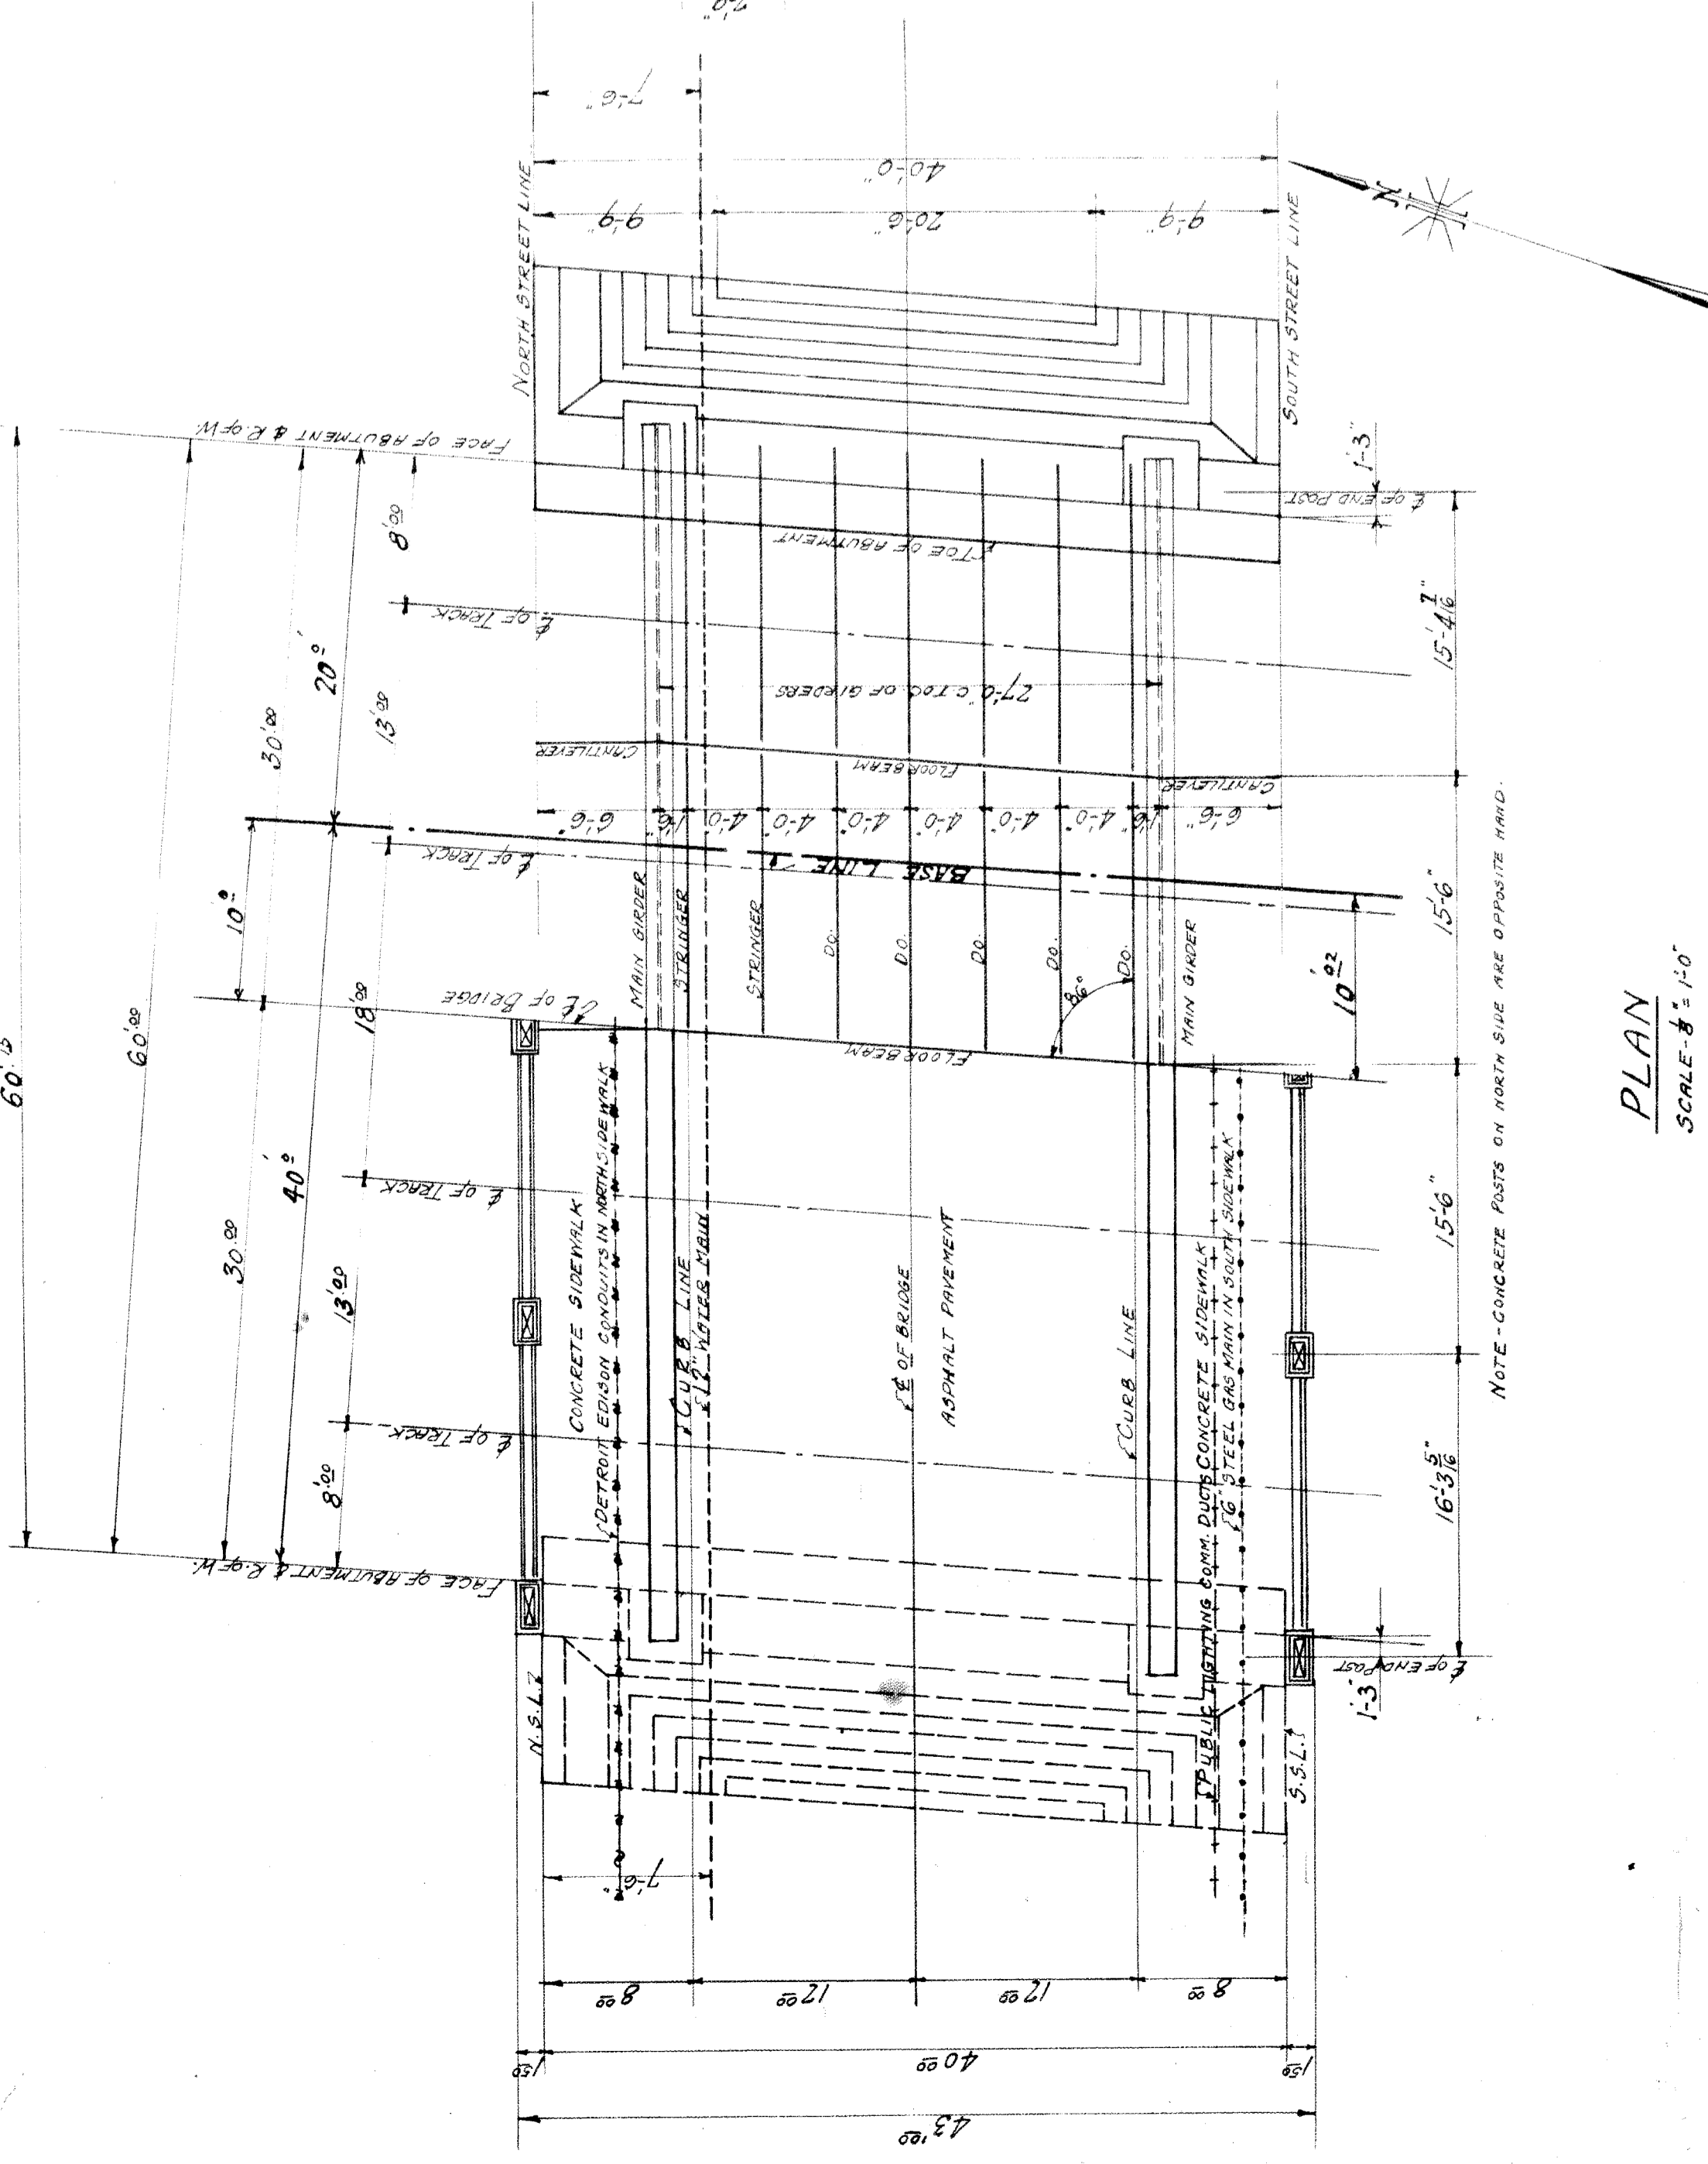 7'-9"
7'-6"
40'-0"
9'-9"
20'-6"
9'-9"
NORTH STREET LINE
SOUTH STREET LINE
N
FACE OF ABUTMENT & R. OF W.
60'.15
60'.00
30'.00
20'.0
8'.00
13'.00
10'.0
18'.00
30'.00
40'.0
13'.00
8'.00
1'-3"
℄ OF END POST
TOE OF ABUTMENT
℄ OF TRACK
15'-4 7/16"
27'-0" C. TO C. OF GIRDERS
CANTILEVER
FLOORBEAM
CANTILEVER
6'-6"
1'-6"
4'-0"
4'-0"
4'-0"
4'-0"
4'-0"
4'-0"
1'-6"
6'-6"
℄ OF TRACK
BASE LINE
15'-6"
MAIN GIRDER
STRINGER
STRINGER
DO.
DO.
DO.
DO.
DO.
MAIN GIRDER
86°
10'.02
℄ OF BRIDGE
FLOORBEAM
CONCRETE SIDEWALK
DETROIT EDISON CONDUITS IN NORTH SIDEWALK
CURB LINE
12" WATER MAIN
℄ OF BRIDGE
ASPHALT PAVEMENT
CURB LINE
PUBLIC LIGHTING COMM. DUCTS
CONCRETE SIDEWALK
6" STEEL GAS MAIN IN SOUTH SIDEWALK
℄ OF TRACK
℄ OF TRACK
15'-6"
16'-3 5/16"
FACE OF ABUTMENT & R. OF W.
℄ OF END POST
1'-3"
N.S.L.
S.S.L.
7'-6"
8.00
12.00
12.00
8.00
1.50
40.00
1.50
43'.00
NOTE - CONCRETE POSTS ON NORTH SIDE ARE OPPOSITE HAND.
PLAN
SCALE - 1/8" = 1'-0"